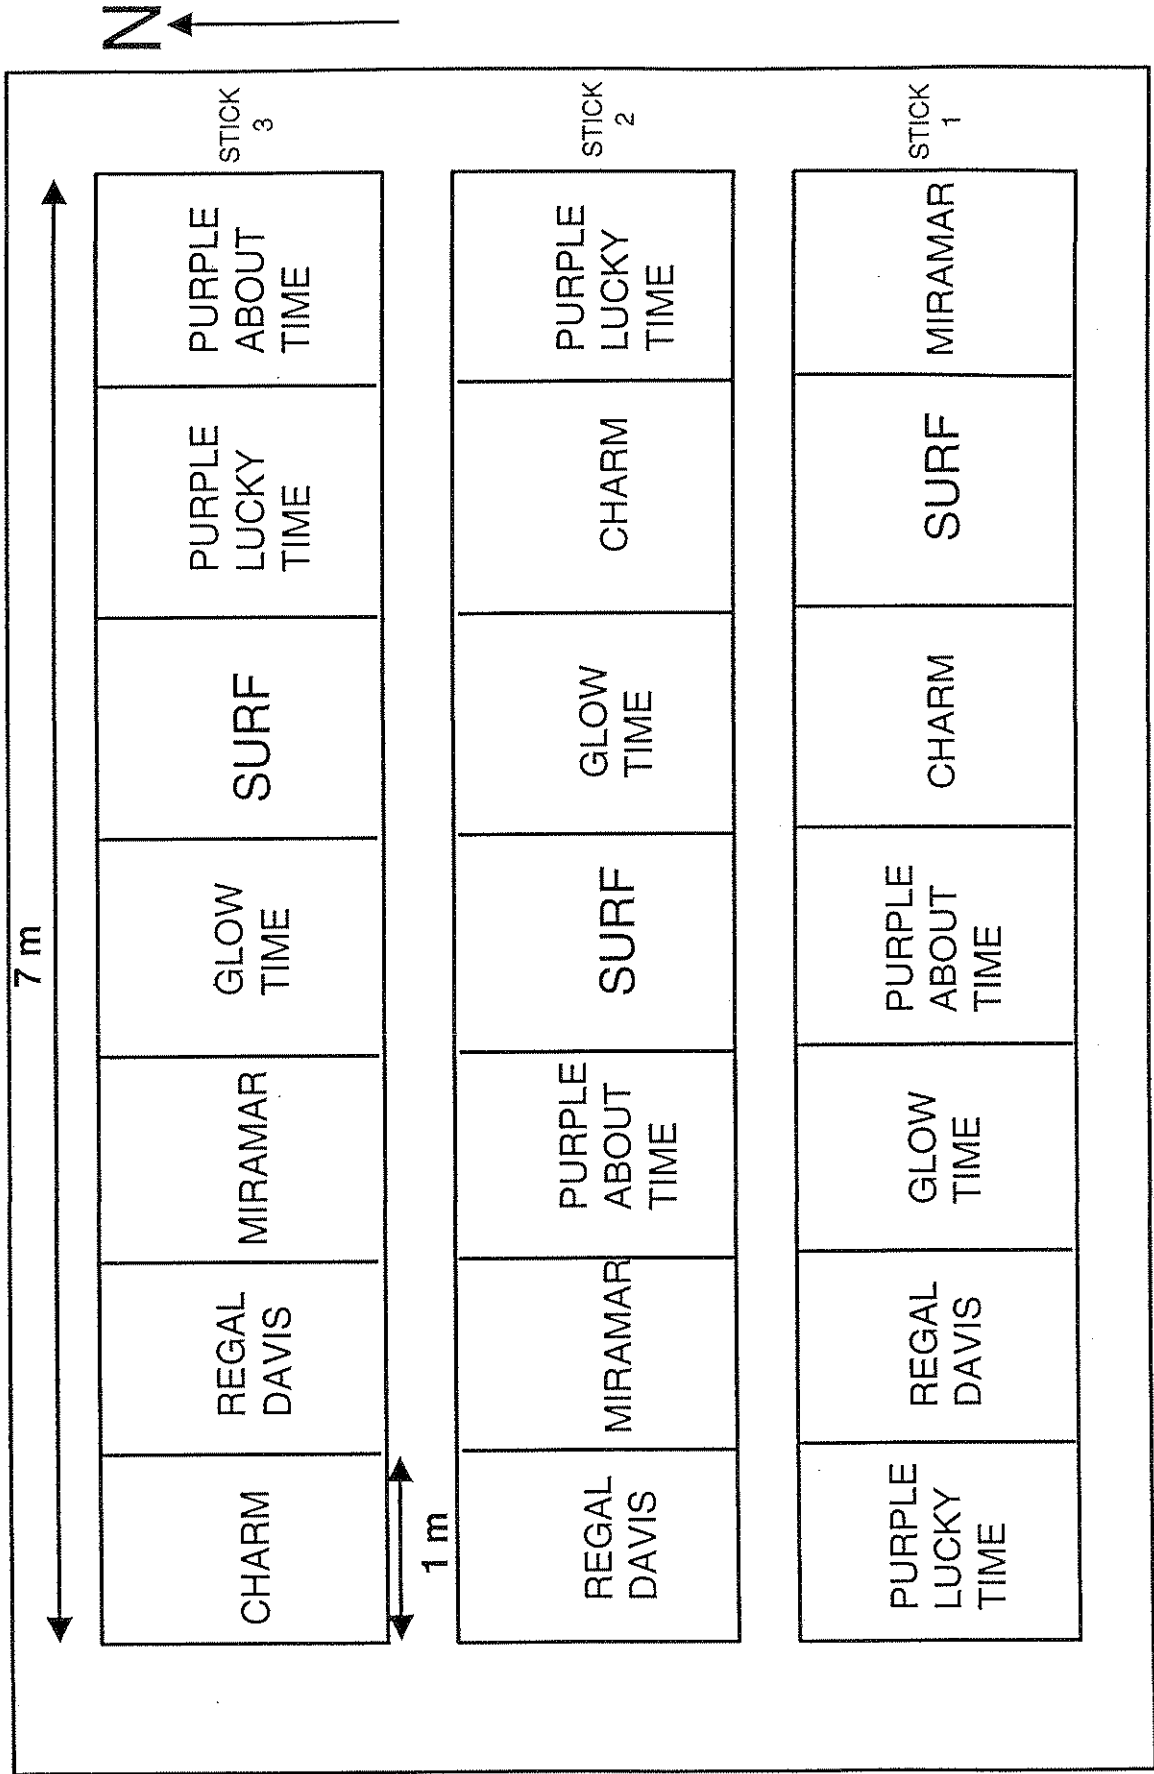 7 m
N
CHARM
REGAL
DAVIS
MIRAMAR
GLOW
TIME
SURF
PURPLE
LUCKY
TIME
PURPLE
ABOUT
TIME
STICK
3
1 m
REGAL
DAVIS
MIRAMAR
PURPLE
ABOUT
TIME
SURF
GLOW
TIME
CHARM
PURPLE
LUCKY
TIME
STICK
2
PURPLE
LUCKY
TIME
REGAL
DAVIS
GLOW
TIME
PURPLE
ABOUT
TIME
CHARM
SURF
MIRAMAR
STICK
1